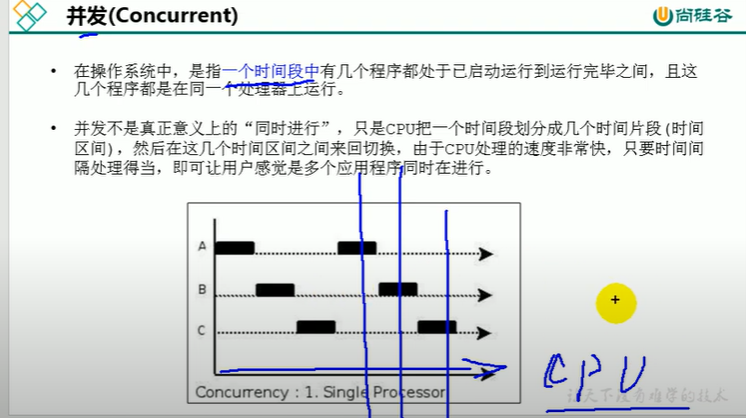 并发(Concurrent)
尚硅谷
• 在操作系统中，是指一个时间段中有几个程序都处于已启动运行到运行完毕之间，且这
几个程序都是在同一个处理器上运行。
• 并发不是真正意义上的“同时进行”，只是CPU把一个时间段划分成几个时间片段(时间
区间)，然后在这几个时间区间之间来回切换，由于CPU处理的速度非常快，只要时间间
隔处理得当，即可让用户感觉是多个应用程序同时在进行。
A
B
C
Concurrency : 1. Single Processor
CPU
让天下没有难学的技术